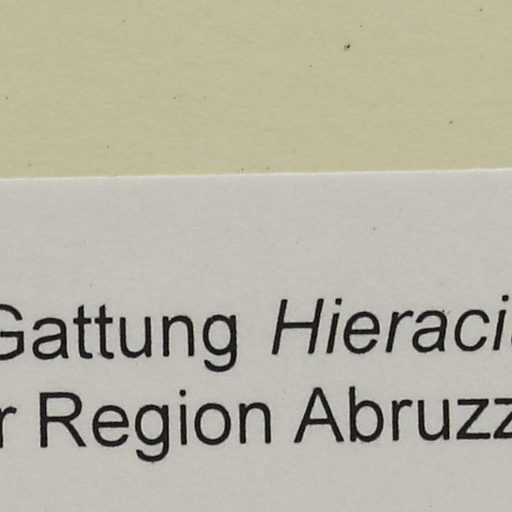 Gattung Hieraci
r Region Abruzz